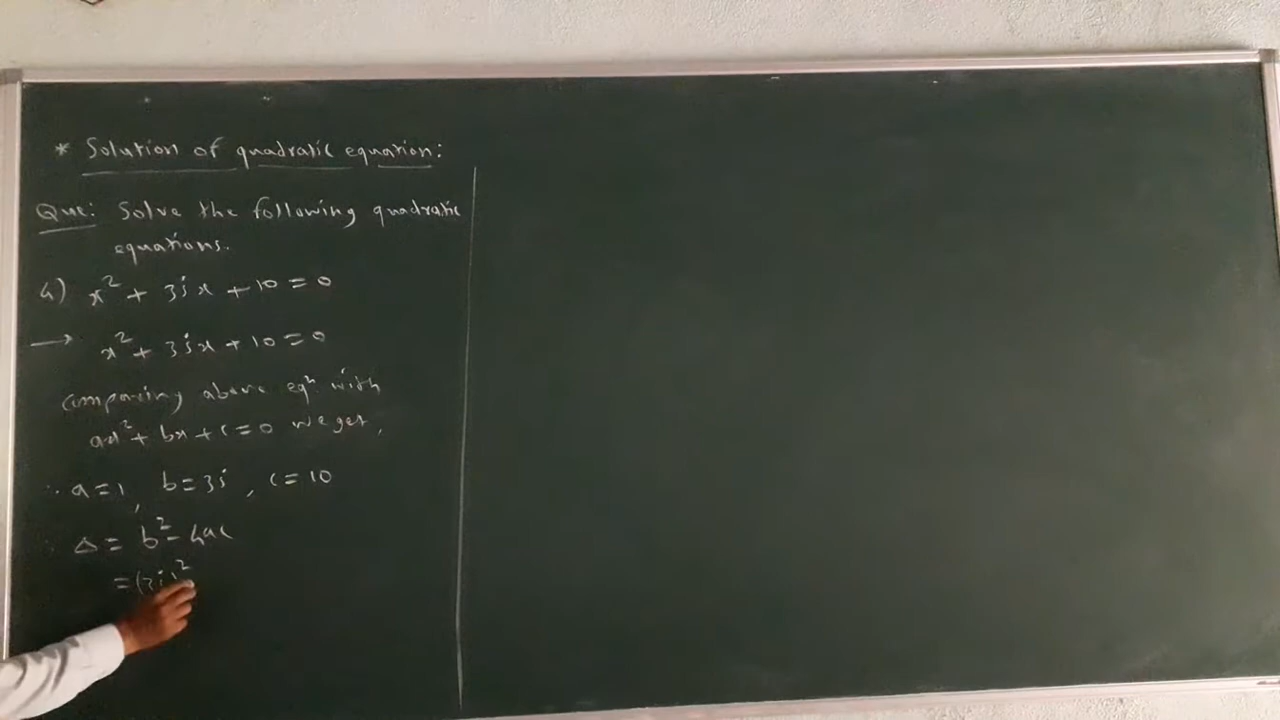 * Solution of quadratic equation:
Que: Solve the following quadratic
equations.
4) x² + 3ix + 10 = 0
→ x² + 3ix + 10 = 0
comparing above eqⁿ with
ax² + bx + c = 0 we get,
∴ a = 1, b = 3i, c = 10
∴ Δ = b² - 4ac
= (3i)²